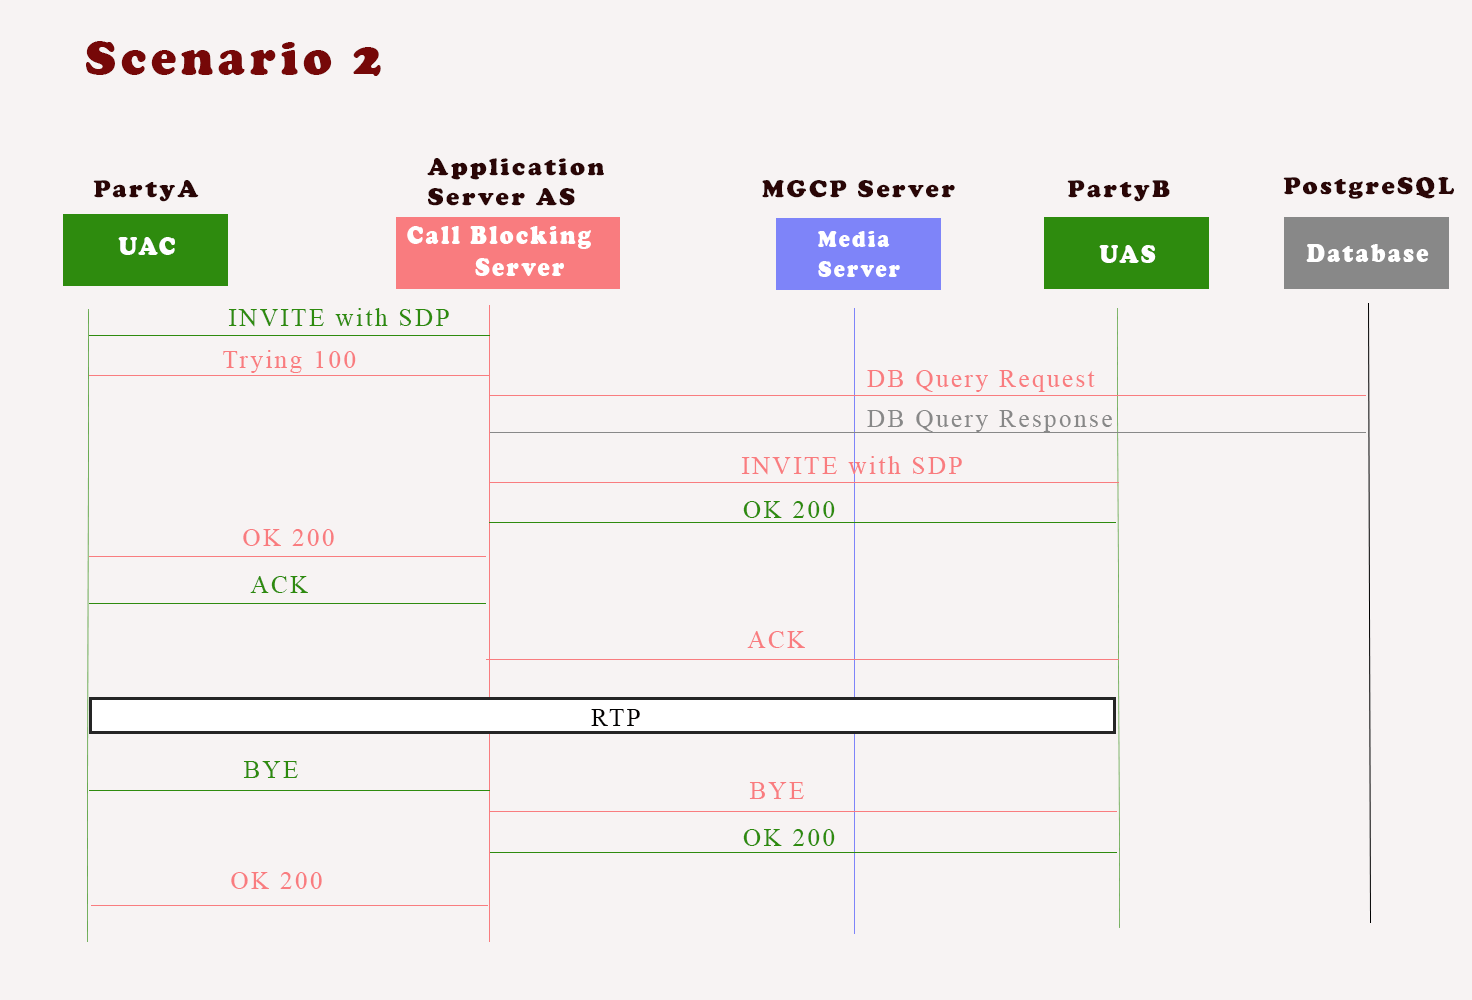 Scenario 2
PartyA
Application
Server AS
MGCP Server
PartyB
PostgreSQL
UAC
Call Blocking
Server
Media
Server
UAS
Database
INVITE with SDP
Trying 100
DB Query Request
DB Query Response
INVITE with SDP
OK 200
OK 200
ACK
ACK
RTP
BYE
BYE
OK 200
OK 200